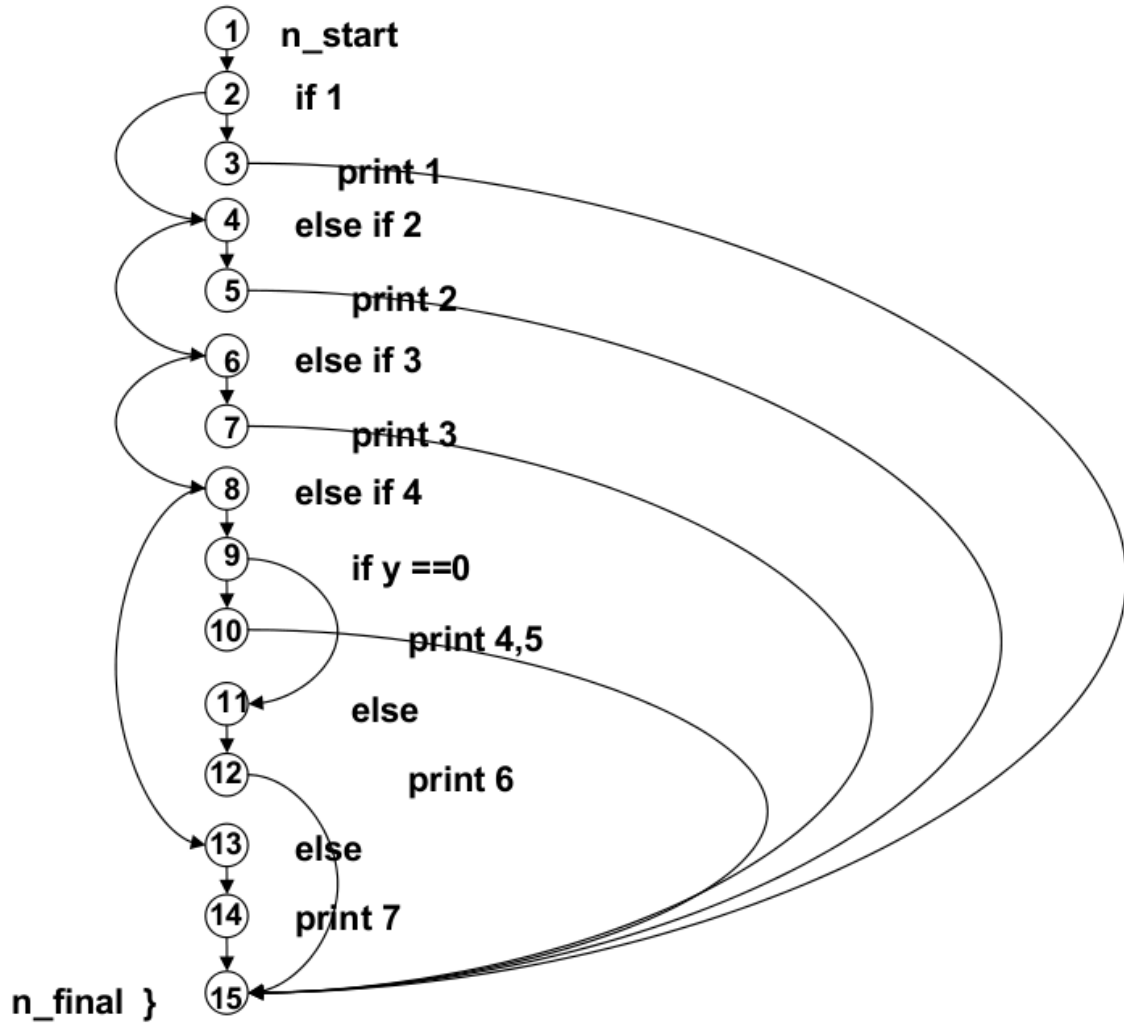 1 n_start
2 if 1
3 print 1
4 else if 2
5 print 2
6 else if 3
7 print 3
8 else if 4
9 if y ==0
10 print 4,5
11 else
12 print 6
13 else
14 print 7
n_final } 15